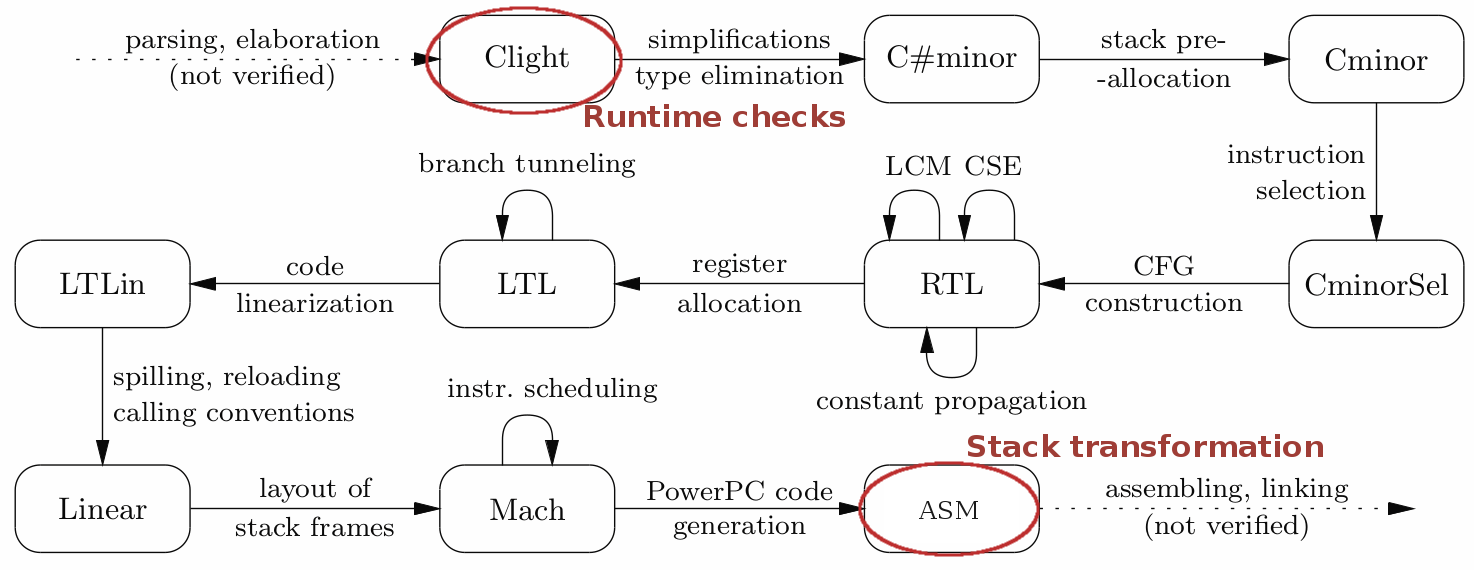 parsing, elaboration
(not verified)
Clight
simplifications
type elimination
C#minor
stack pre-
-allocation
Cminor
Runtime checks
instruction
selection
branch tunneling
LCM CSE
LTLin
code
linearization
LTL
register
allocation
RTL
CFG
construction
CminorSel
spilling, reloading
calling conventions
instr. scheduling
constant propagation
Stack transformation
Linear
layout of
stack frames
Mach
PowerPC code
generation
ASM
assembling, linking
(not verified)